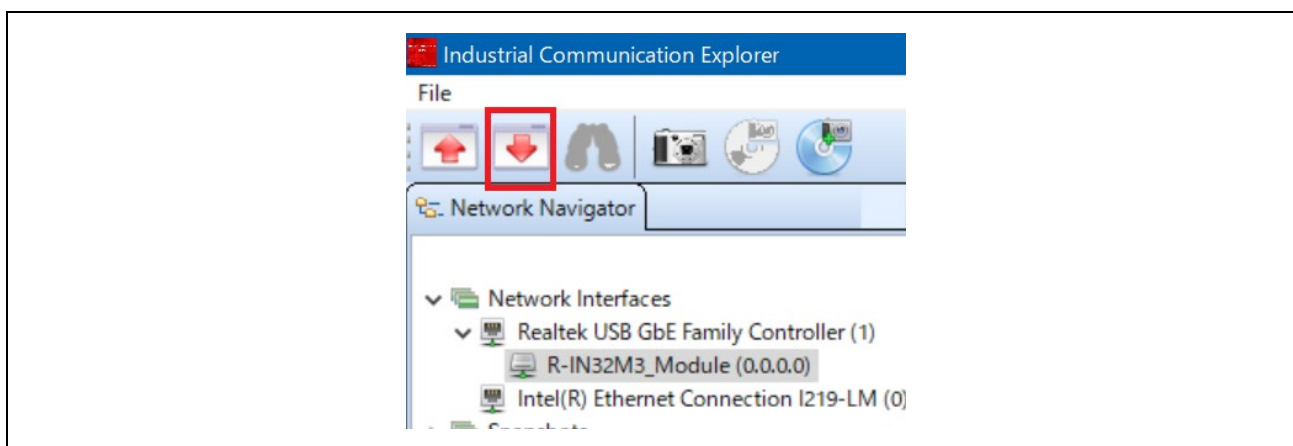 Industrial Communication Explorer
File
Network Navigator
Network Interfaces
Realtek USB GbE Family Controller (1)
R-IN32M3_Module (0.0.0.0)
Intel(R) Ethernet Connection I219-LM (0)
Snapshots